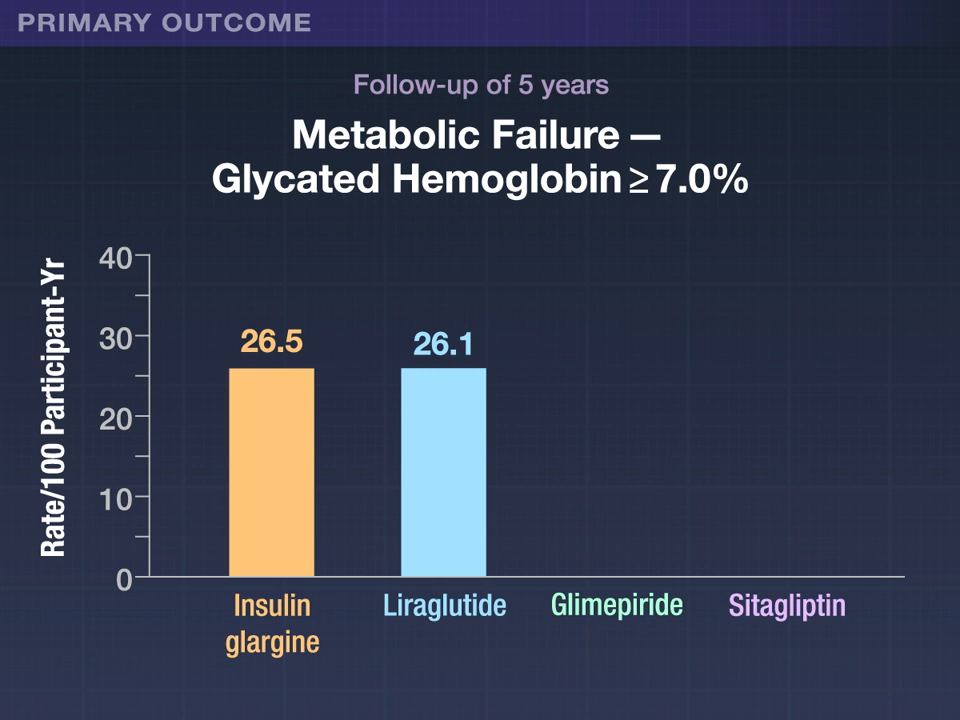 PRIMARY OUTCOME
Follow-up of 5 years
Metabolic Failure —
Glycated Hemoglobin ≥ 7.0%
Rate/100 Participant-Yr
40
30
20
10
0
26.5
26.1
Insulin
glargine
Liraglutide
Glimepiride
Sitagliptin